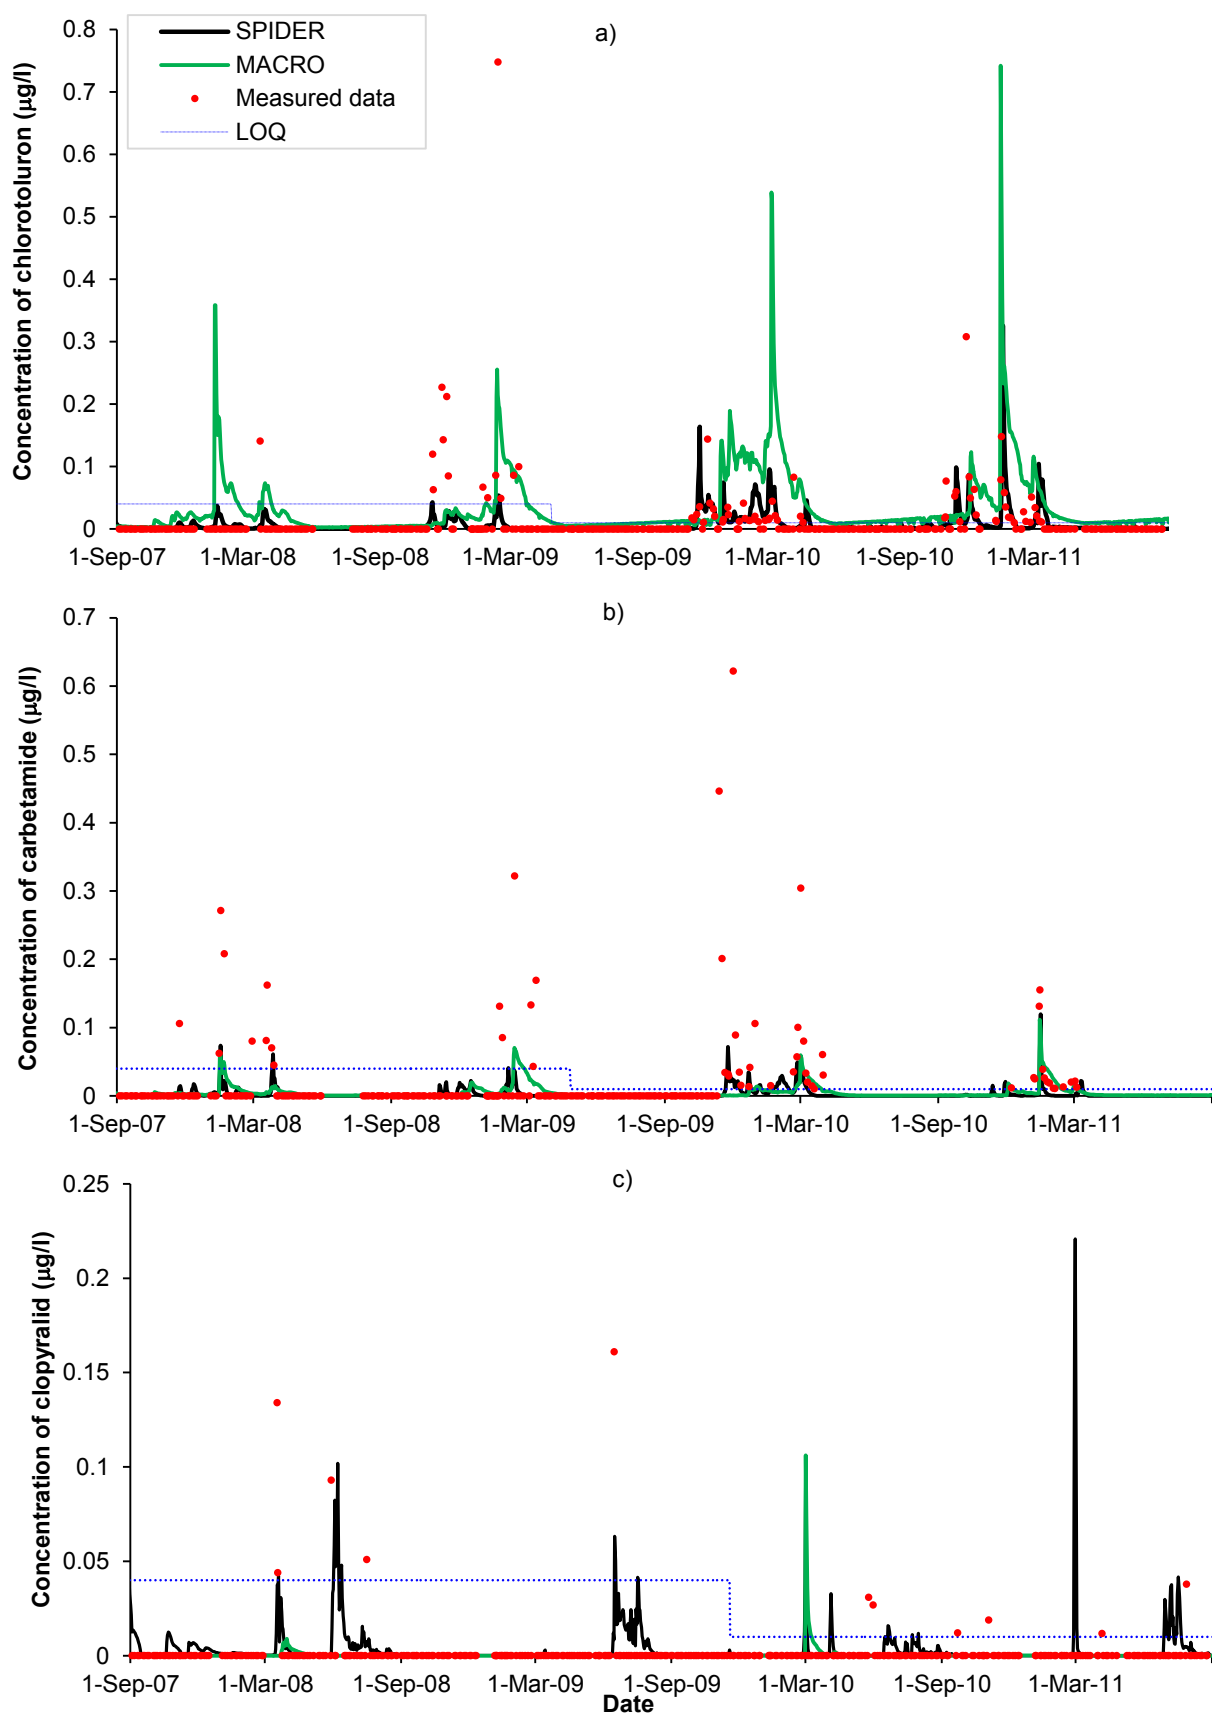 SPIDER
MACRO
Measured data
LOQ
a)
Concentration of chlorotoluron (µg/l)
0.8
0.7
0.6
0.5
0.4
0.3
0.2
0.1
0
1-Sep-07 1-Mar-08 1-Sep-08 1-Mar-09 1-Sep-09 1-Mar-10 1-Sep-10 1-Mar-11
b)
Concentration of carbetamide (µg/l)
0.7
0.6
0.5
0.4
0.3
0.2
0.1
0
1-Sep-07 1-Mar-08 1-Sep-08 1-Mar-09 1-Sep-09 1-Mar-10 1-Sep-10 1-Mar-11
c)
Concentration of clopyralid (µg/l)
0.25
0.2
0.15
0.1
0.05
0
1-Sep-07 1-Mar-08 1-Sep-08 1-Mar-09 1-Sep-09 1-Mar-10 1-Sep-10 1-Mar-11
Date